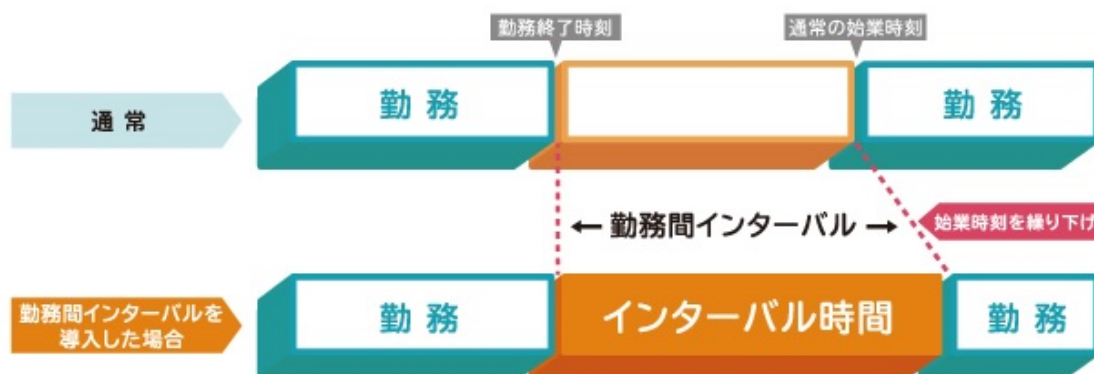 勤務終了時刻
通常の始業時刻
通常
勤務
勤務
勤務間インターバル
始業時刻を繰り下げ
勤務間インターバルを
導入した場合
勤務
インターバル時間
勤務